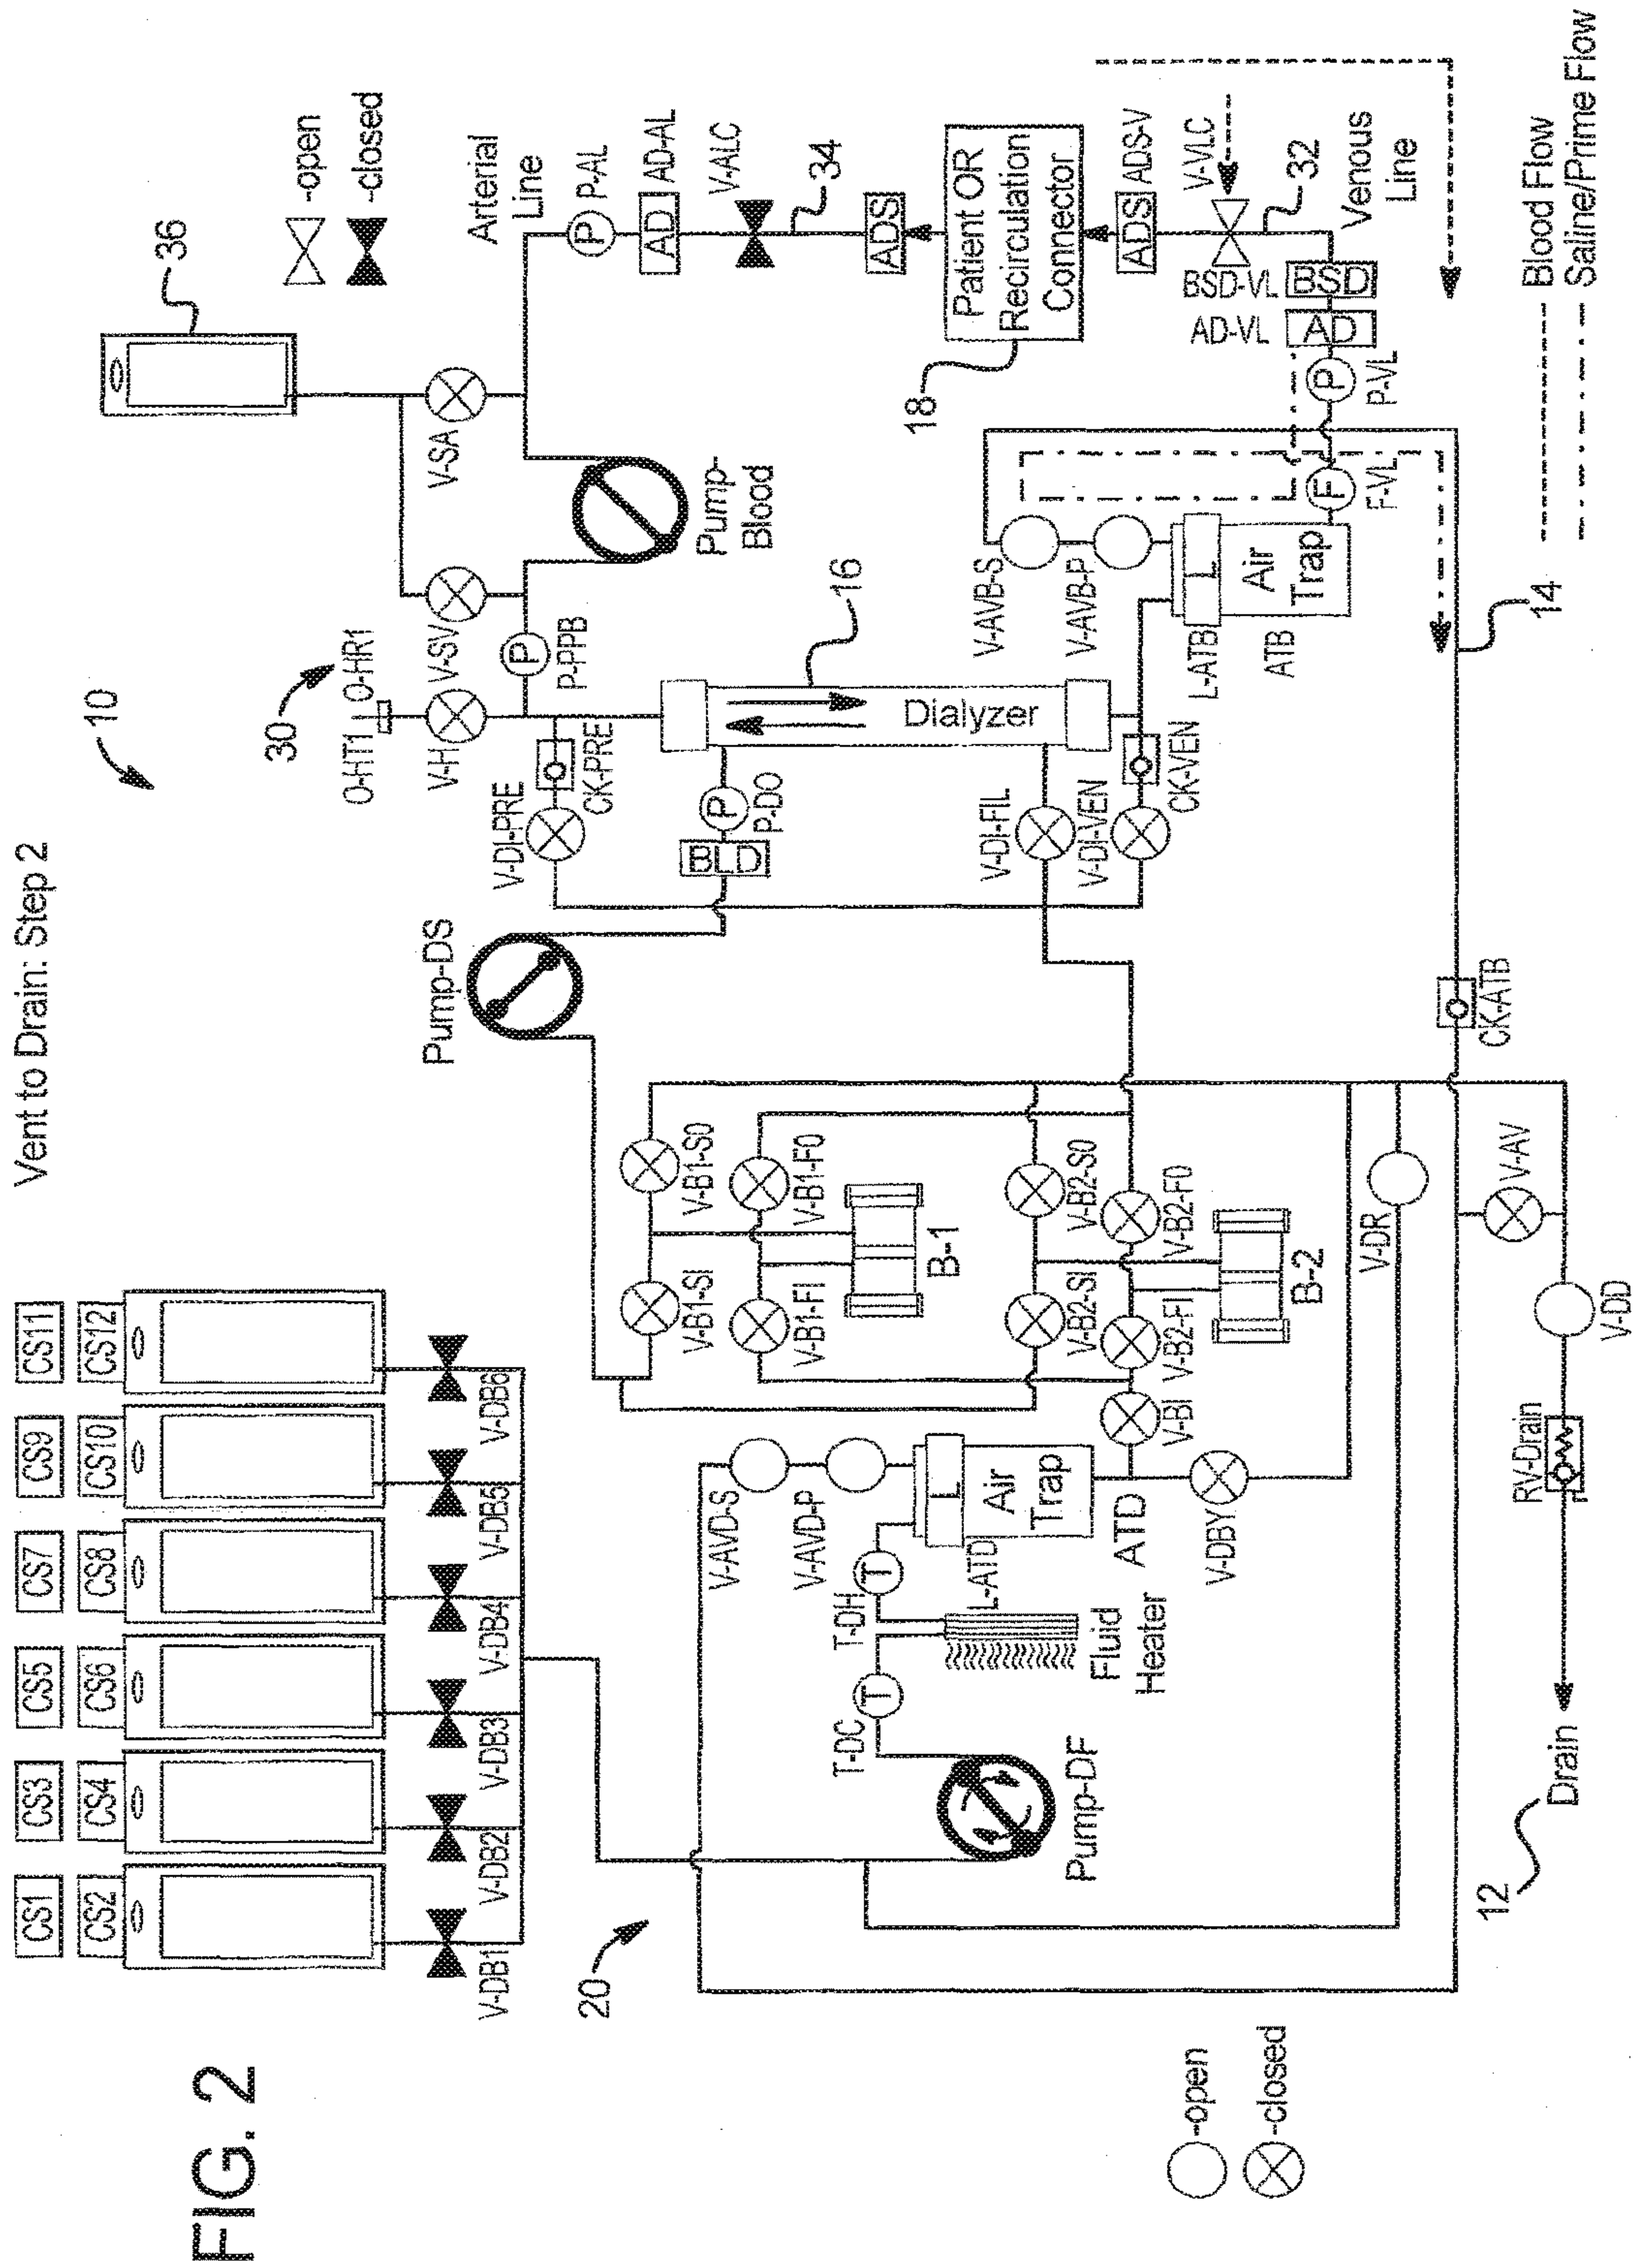 FIG. 2
Vent to Drain: Step 2
10
CS1
CS2
CS3
CS4
CS5
CS6
CS7
CS8
CS9
CS10
CS11
CS12
V-DB1
V-DB2
V-DB3
V-DB4
V-DB5
V-DB6
20
36
-open
-closed
30
O-HT1
O-HR1
V-H
V-SV
V-SA
P
P-PPB
Pump-
Blood
Arterial
Line
P
P-AL
AD
AD-AL
V-ALC
34
ADS
Patient OR
Recirculation
Connector
18
ADS
ADS-V
V-VLC
32
Venous
Line
BSD-VL
BSD
AD-VL
AD
P
P-VL
F
F-VL
V-DI-PRE
CK-PRE
16
Dialyzer
P
P-DO
BLD
Pump-DS
V-DI-FIL
V-DI-VEN
CK-VEN
V-AVB-S
V-AVB-P
L-ATB
L
Air
Trap
ATB
14
CK-ATB
V-B1-SI
V-B1-S0
V-B1-FI
V-B1-F0
B-1
V-B2-SI
V-B2-S0
V-B2-FI
V-B2-F0
B-2
V-BI
V-DBY
V-DR
V-AV
V-DD
RV-Drain
Drain
12
V-AVD-S
V-AVD-P
L
Air
Trap
L-ATD
ATD
T
T-DH
T
T-DC
Fluid
Heater
Pump-DF
Blood Flow
Saline/Prime Flow
-open
-closed